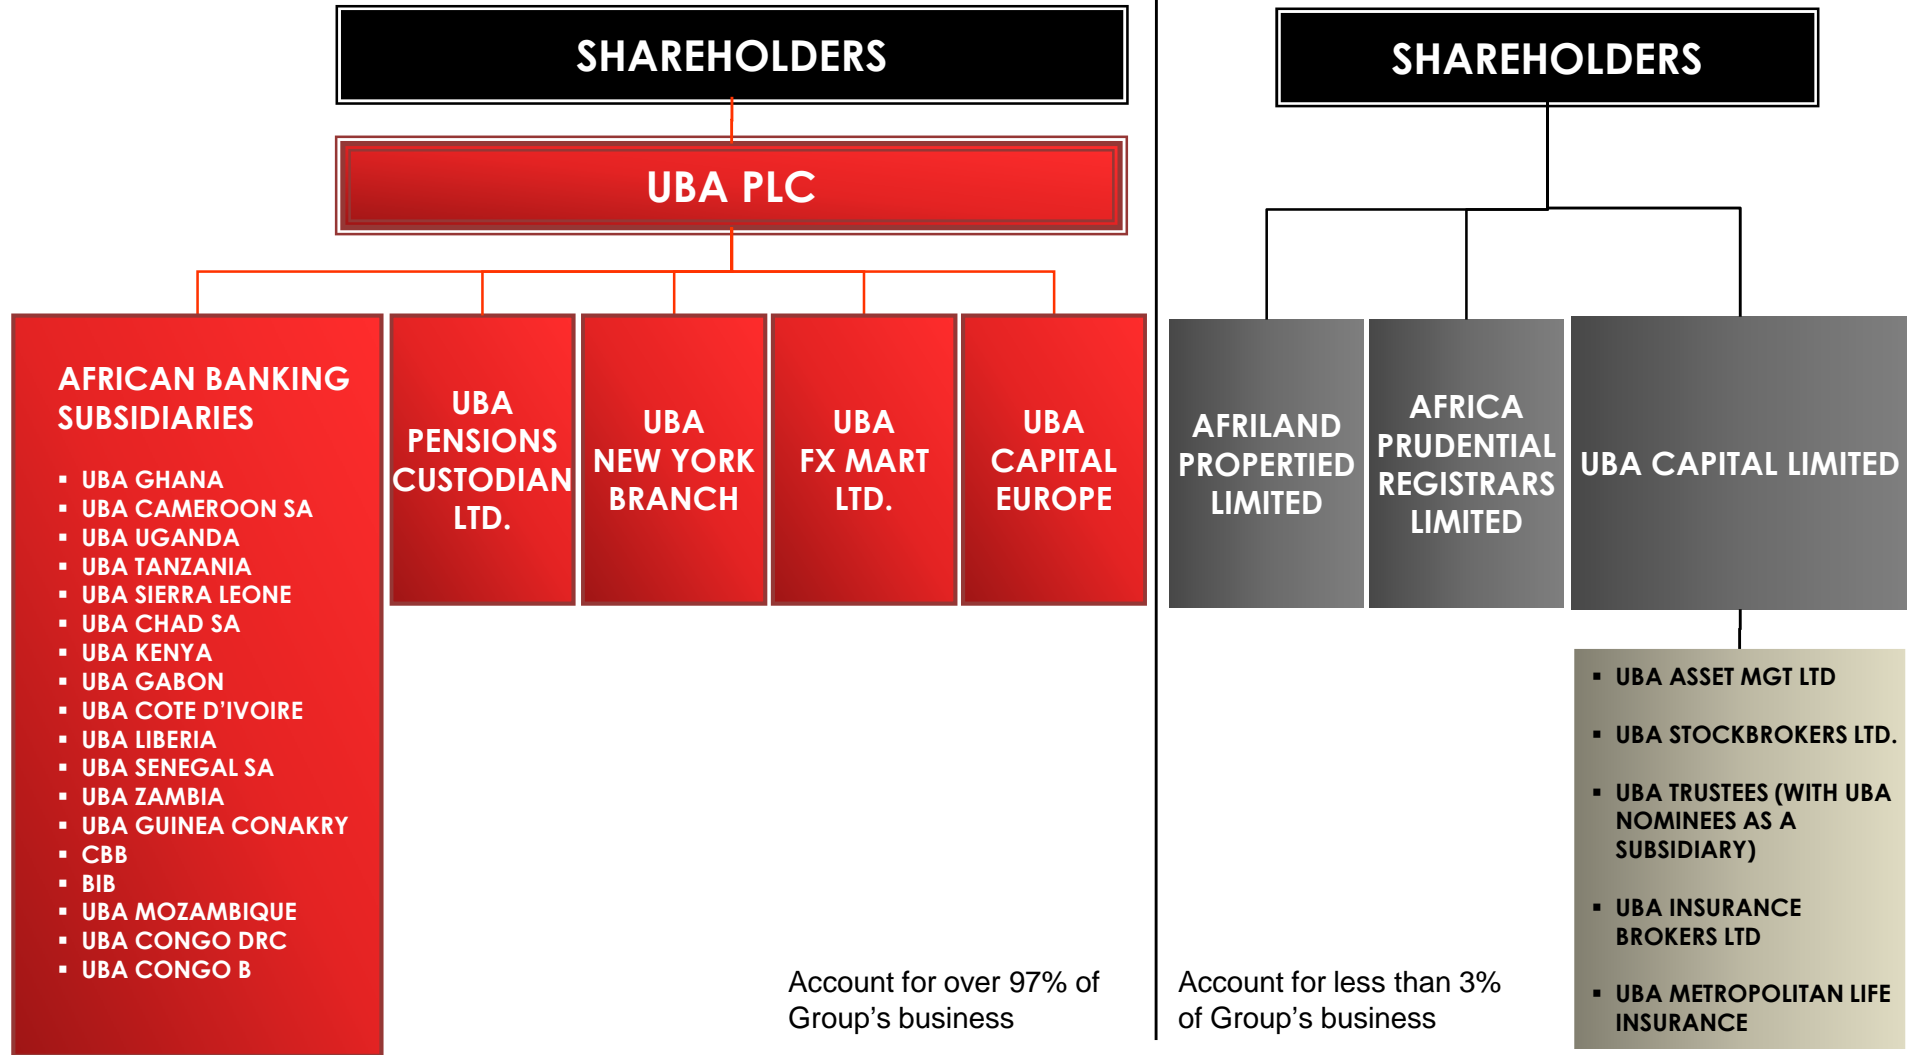 SHAREHOLDERS
UBA PLC
AFRICAN BANKING
SUBSIDIARIES
▪ UBA GHANA
▪ UBA CAMEROON SA
▪ UBA UGANDA
▪ UBA TANZANIA
▪ UBA SIERRA LEONE
▪ UBA CHAD SA
▪ UBA KENYA
▪ UBA GABON
▪ UBA COTE D'IVOIRE
▪ UBA LIBERIA
▪ UBA SENEGAL SA
▪ UBA ZAMBIA
▪ UBA GUINEA CONAKRY
▪ CBB
▪ BIB
▪ UBA MOZAMBIQUE
▪ UBA CONGO DRC
▪ UBA CONGO B
UBA
PENSIONS
CUSTODIAN
LTD.
UBA
NEW YORK
BRANCH
UBA
FX MART
LTD.
UBA
CAPITAL
EUROPE
Account for over 97% of
Group's business
SHAREHOLDERS
AFRILAND
PROPERTIED
LIMITED
AFRICA
PRUDENTIAL
REGISTRARS
LIMITED
UBA CAPITAL LIMITED
▪ UBA ASSET MGT LTD
▪ UBA STOCKBROKERS LTD.
▪ UBA TRUSTEES (WITH UBA
NOMINEES AS A
SUBSIDIARY)
▪ UBA INSURANCE
BROKERS LTD
▪ UBA METROPOLITAN LIFE
INSURANCE
Account for less than 3%
of Group's business